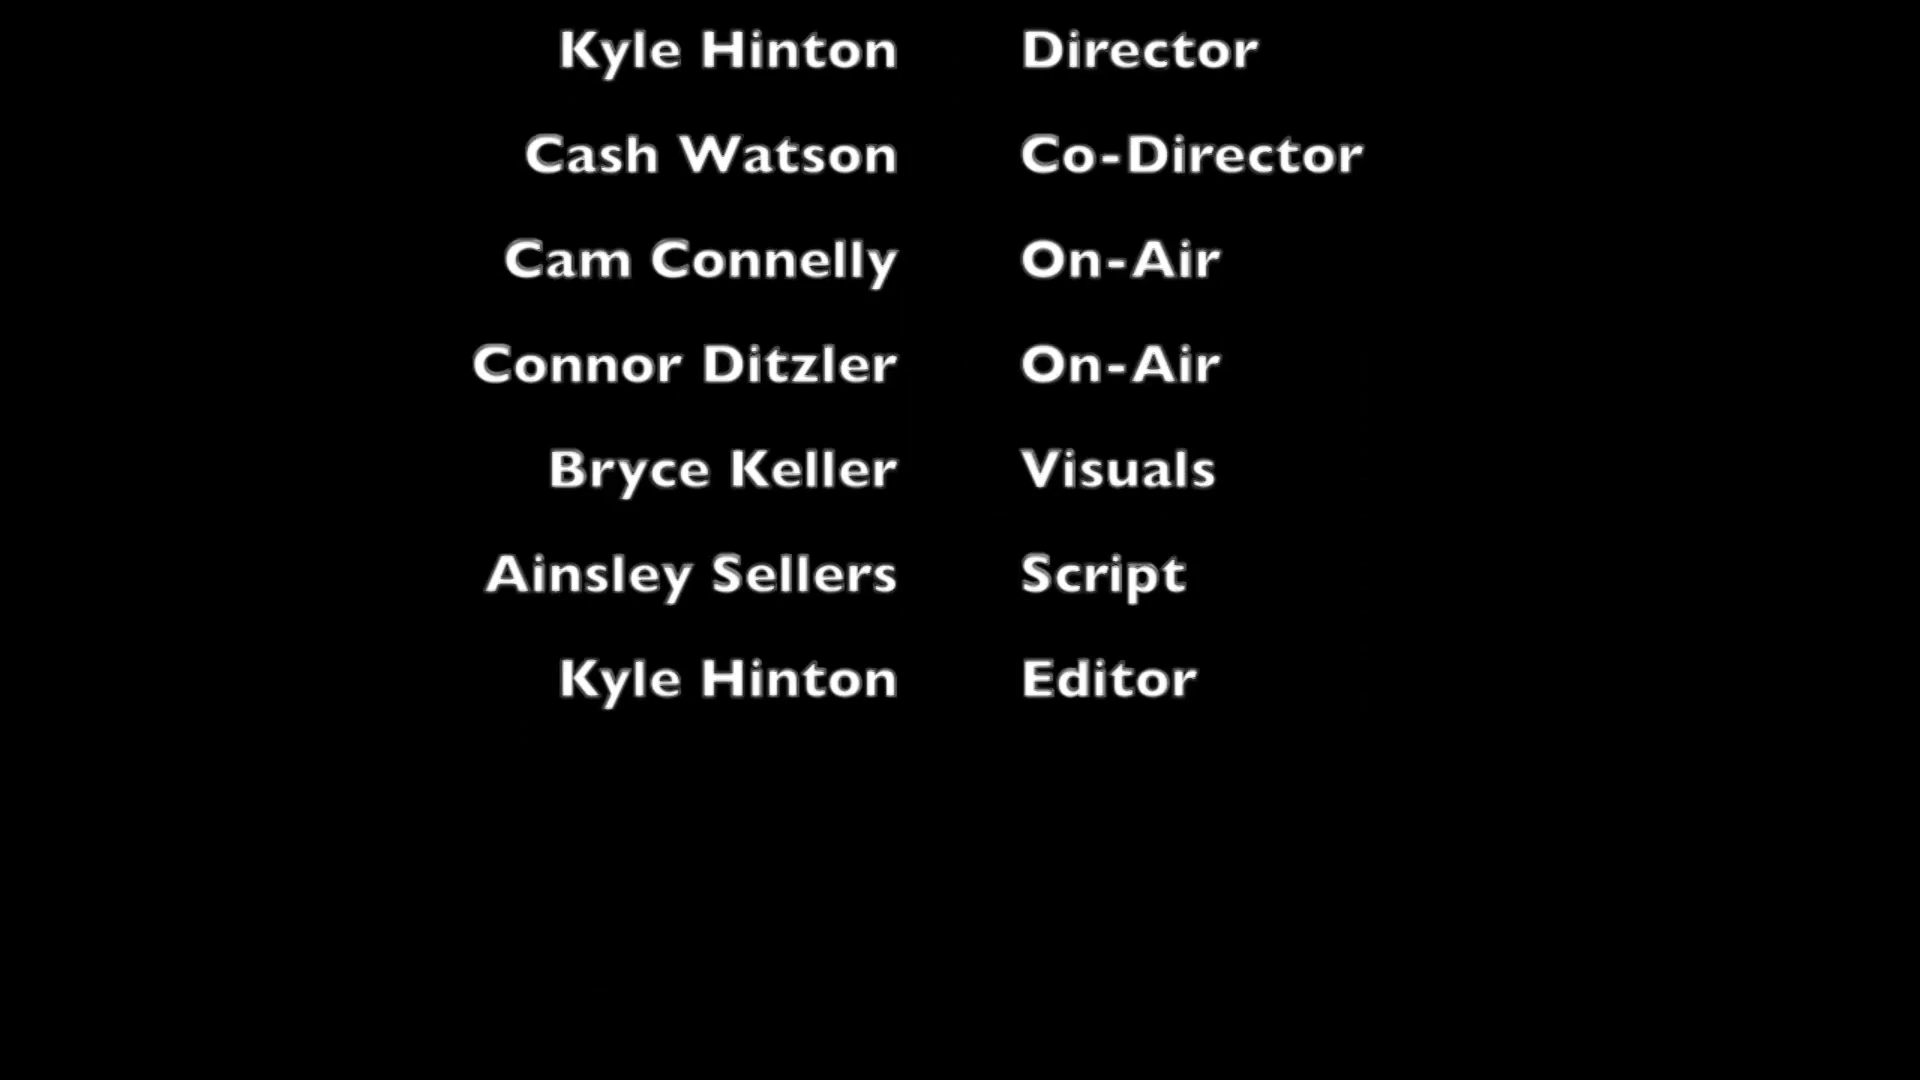 Kyle Hinton Director
Cash Watson Co-Director
Cam Connelly On-Air
Connor Ditzler On-Air
Bryce Keller Visuals
Ainsley Sellers Script
Kyle Hinton Editor